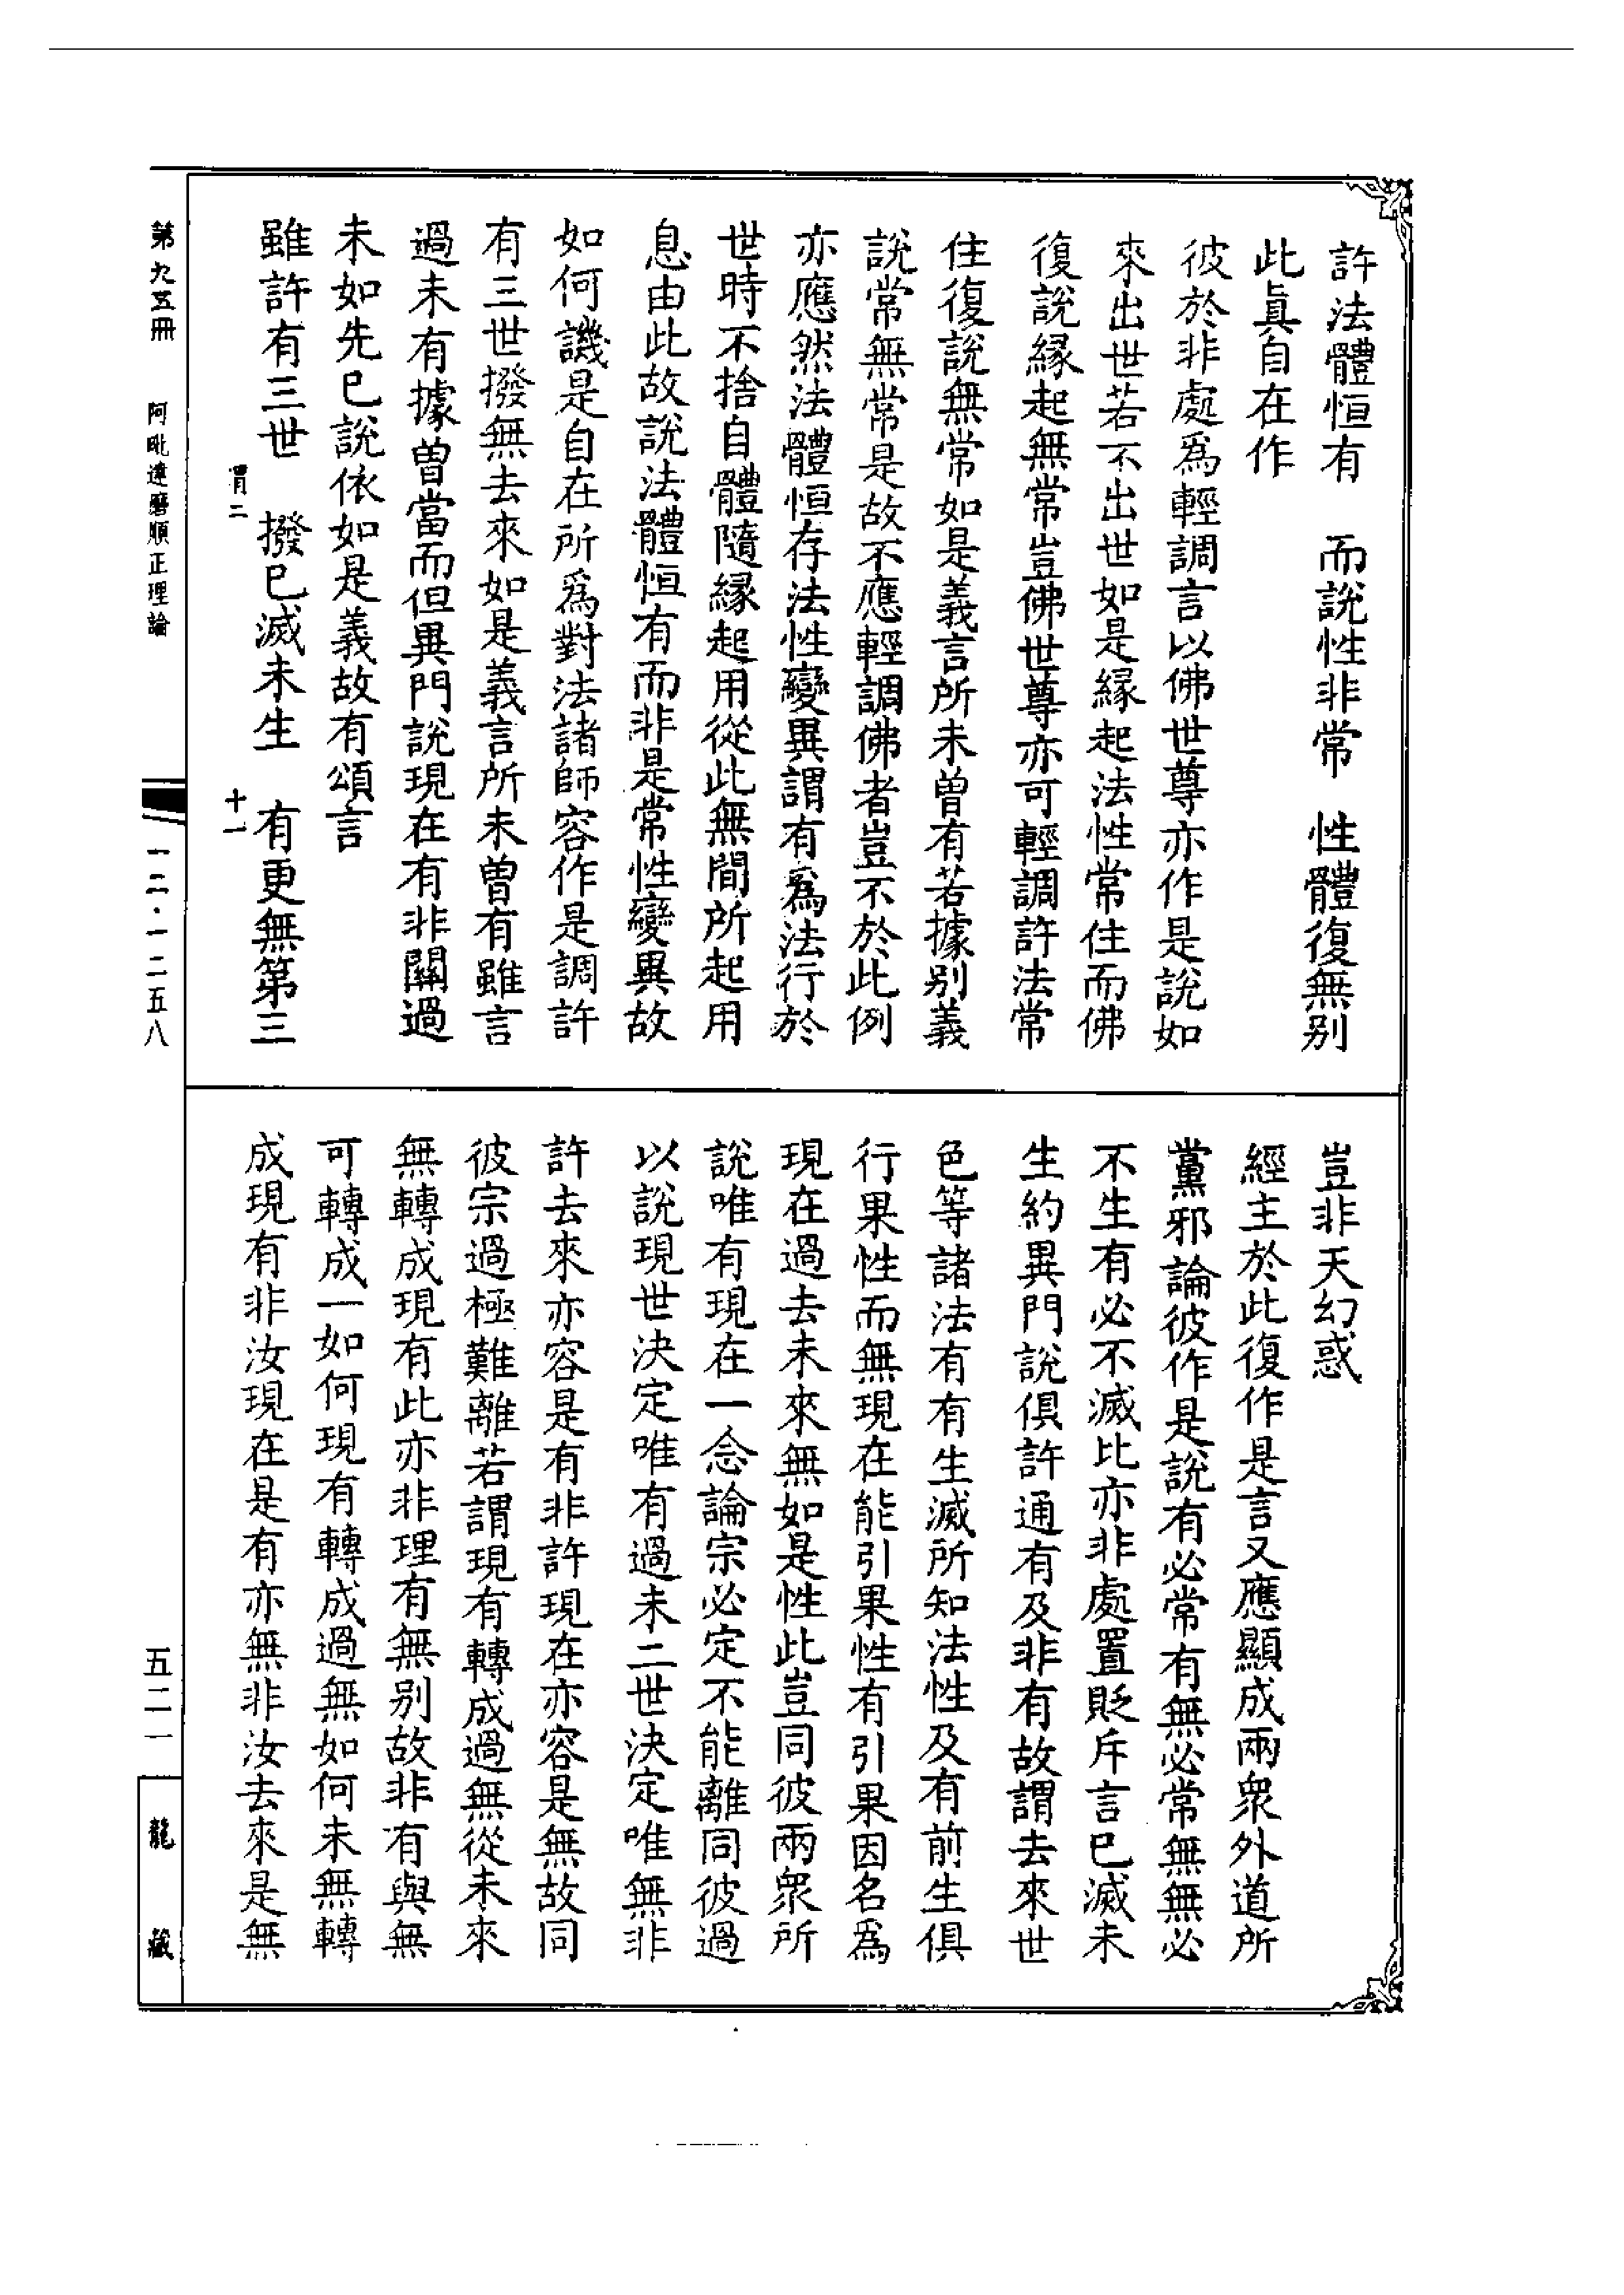 許法體恒有　而說性非常　性體復無别
此真自在作
彼於非處爲輕調言以佛世尊亦作是說如
來出世若不出世如是緣起法性常住而佛
復說緣起無常豈佛世尊亦可輕調許法常
住復說無常如是義言所未曾有若據别義
說常無常是故不應輕調佛者豈不於此例
亦應然法體恒存法性變異謂有爲法行於
世時不捨自體隨緣起用從此無間所起用
息由此故說法體恒有而非是常性變異故
如何譏是自在所爲對法諸師容作是調許
有三世撥無去來如是義言所未曾有雖言
過未有據曾當而但異門說現在有非關過
未如先已說依如是義故有頌言
雖許有三世　撥已滅未生　有更無第三
豈非天幻惑
經主於此復作是言又應顯成兩衆外道所
黨邪論彼作是說有必常有無必常無無必
不生有必不滅此亦非處置貶斥言已滅未
生約異門說俱許通有及非有故謂去來世
色等諸法有有生滅所知法性及有前生俱
行果性而無現在能引果性有引果因名爲
現在過去未來無如是性此豈同彼兩衆所
說唯有現在一念論宗必定不能離同彼過
以說現世決定唯有過未二世決定唯無非
許去來亦容是有非許現在亦容是無故同
彼宗過極難離若謂現有轉成過無從未來
無轉成現有此亦非理有無别故非有與無
可轉成一如何現有轉成過無如何未無轉
成現有非汝現在是有亦無非汝去來是無
謂二
十一
第九五冊　阿毗達磨順正理論
一二·一二五八
五二一
龍藏